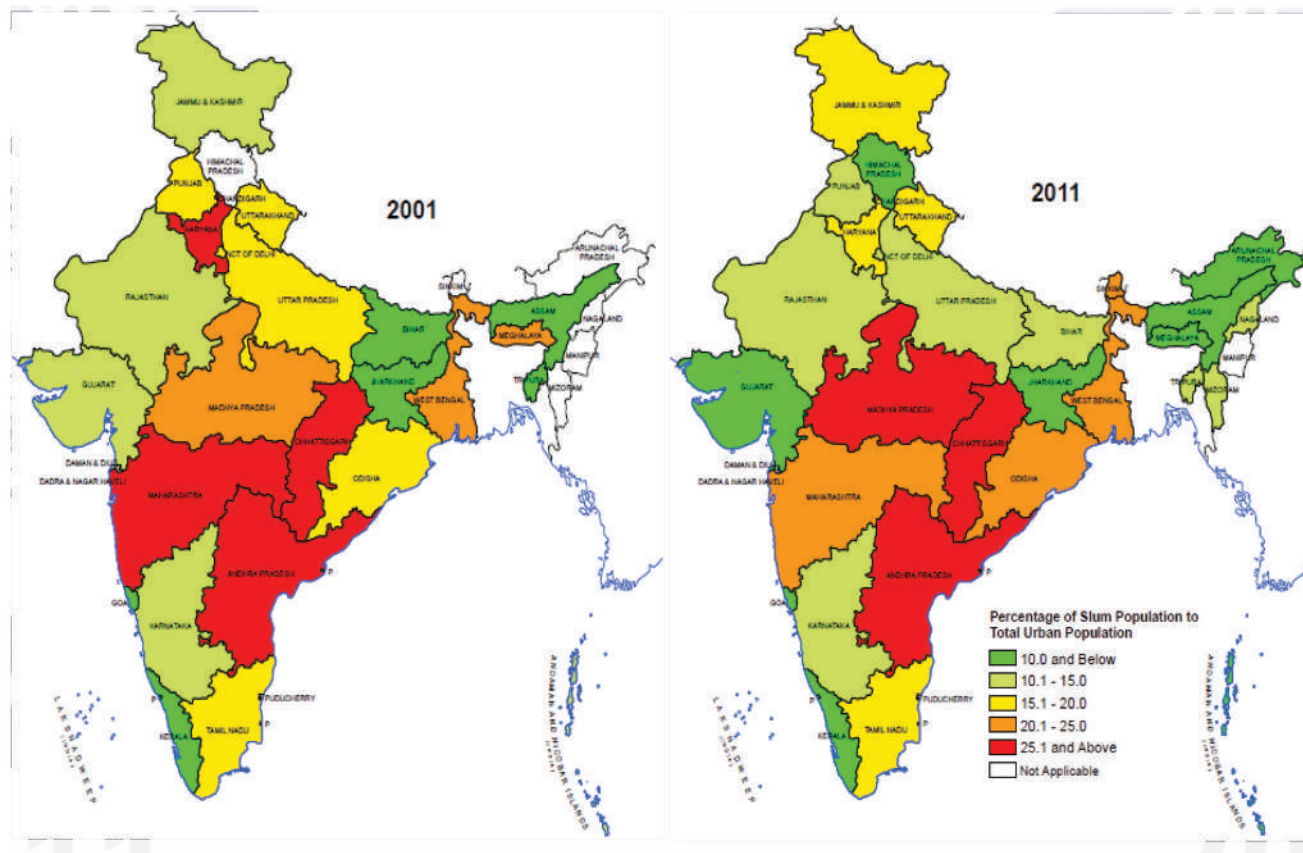 JAMMU & KASHMIR
HIMACHAL
PRADESH
PUNJAB
CHANDIGARH
UTTARAKHAND
2001
HARYANA
NCT OF DELHI
ARUNACHAL
PRADESH
RAJASTHAN
UTTAR PRADESH
SIKKIM
ASSAM
NAGALAND
BIHAR
MEGHALAYA
MANIPUR
GUJARAT
JHARKHAND
TRIPURA
MIZORAM
MADHYA PRADESH
WEST BENGAL
CHHATTISGARH
DAMAN & DIU
DADRA & NAGAR HAVELI
ODISHA
MAHARASHTRA
ANDHRA PRADESH
P
GOA
KARNATAKA
P
PUDUCHERRY
P
TAMIL NADU
KERALA
LAKSHADWEEP
(INDIA)
ANDAMAN AND NICOBAR ISLANDS
(INDIA)
JAMMU & KASHMIR
HIMACHAL
PRADESH
PUNJAB
CHANDIGARH
UTTARAKHAND
2011
HARYANA
NCT OF DELHI
ARUNACHAL
PRADESH
RAJASTHAN
UTTAR PRADESH
SIKKIM
ASSAM
NAGALAND
BIHAR
MEGHALAYA
MANIPUR
GUJARAT
JHARKHAND
TRIPURA
MIZORAM
MADHYA PRADESH
WEST BENGAL
CHHATTISGARH
DAMAN & DIU
DADRA & NAGAR HAVELI
ODISHA
MAHARASHTRA
ANDHRA PRADESH
P
GOA
KARNATAKA
P
PUDUCHERRY
P
TAMIL NADU
KERALA
LAKSHADWEEP
(INDIA)
ANDAMAN AND NICOBAR ISLANDS
(INDIA)
Percentage of Slum Population to
Total Urban Population
10.0 and Below
10.1 - 15.0
15.1 - 20.0
20.1 - 25.0
25.1 and Above
Not Applicable